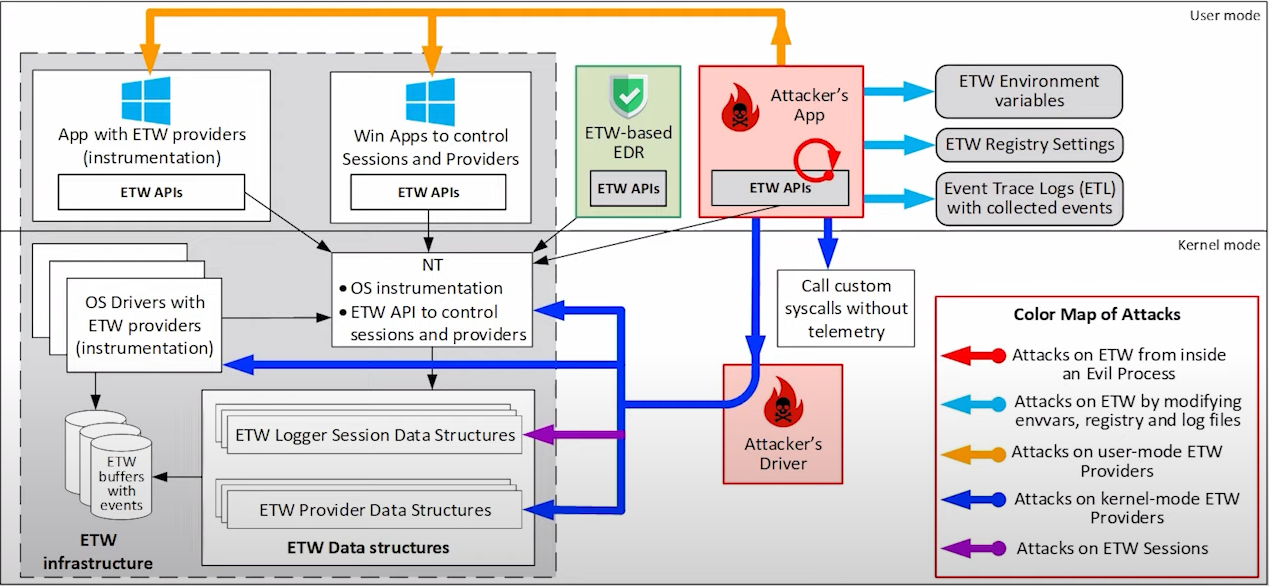 User mode
App with ETW providers
(instrumentation)
ETW APIs
Win Apps to control
Sessions and Providers
ETW APIs
ETW-based
EDR
ETW APIs
Attacker's
App
ETW APIs
ETW Environment
variables
ETW Registry Settings
Event Trace Logs (ETL)
with collected events
Kernel mode
OS Drivers with
ETW providers
(instrumentation)
NT
• OS instrumentation
• ETW API to control
sessions and providers
Call custom
syscalls without
telemetry
Attacker's
Driver
ETW Logger Session Data Structures
ETW Provider Data Structures
ETW Data structures
ETW
buffers
with
events
ETW
infrastructure
Color Map of Attacks
Attacks on ETW from inside
an Evil Process
Attacks on ETW by modifying
envvars, registry and log files
Attacks on user-mode ETW
Providers
Attacks on kernel-mode ETW
Providers
Attacks on ETW Sessions